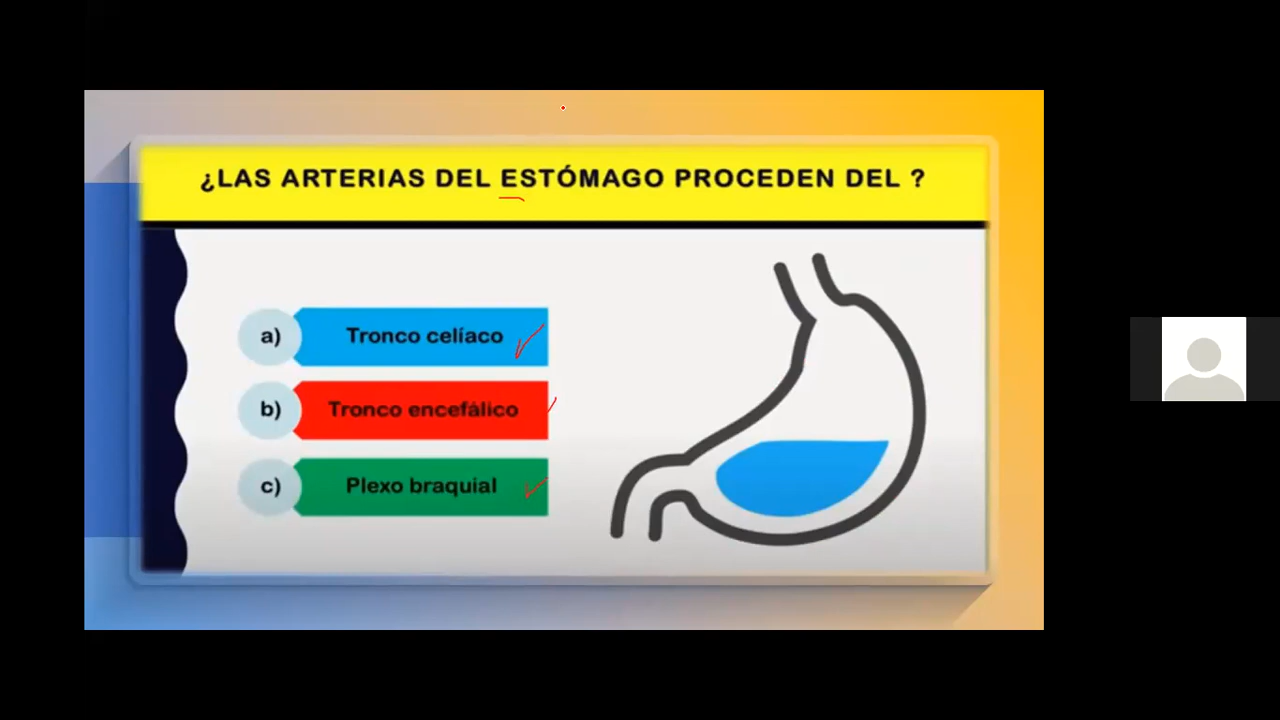 ¿LAS ARTERIAS DEL ESTÓMAGO PROCEDEN DEL ?
a) Tronco celíaco
b) Tronco encefálico
c) Plexo braquial